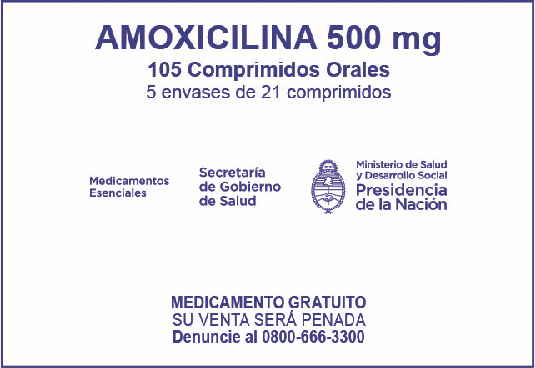 AMOXICILINA 500 mg
105 Comprimidos Orales
5 envases de 21 comprimidos
Medicamentos
Esenciales
Secretaría
de Gobierno
de Salud
Ministerio de Salud
y Desarrollo Social
Presidencia
de la Nación
MEDICAMENTO GRATUITO
SU VENTA SERÁ PENADA
Denuncie al 0800-666-3300